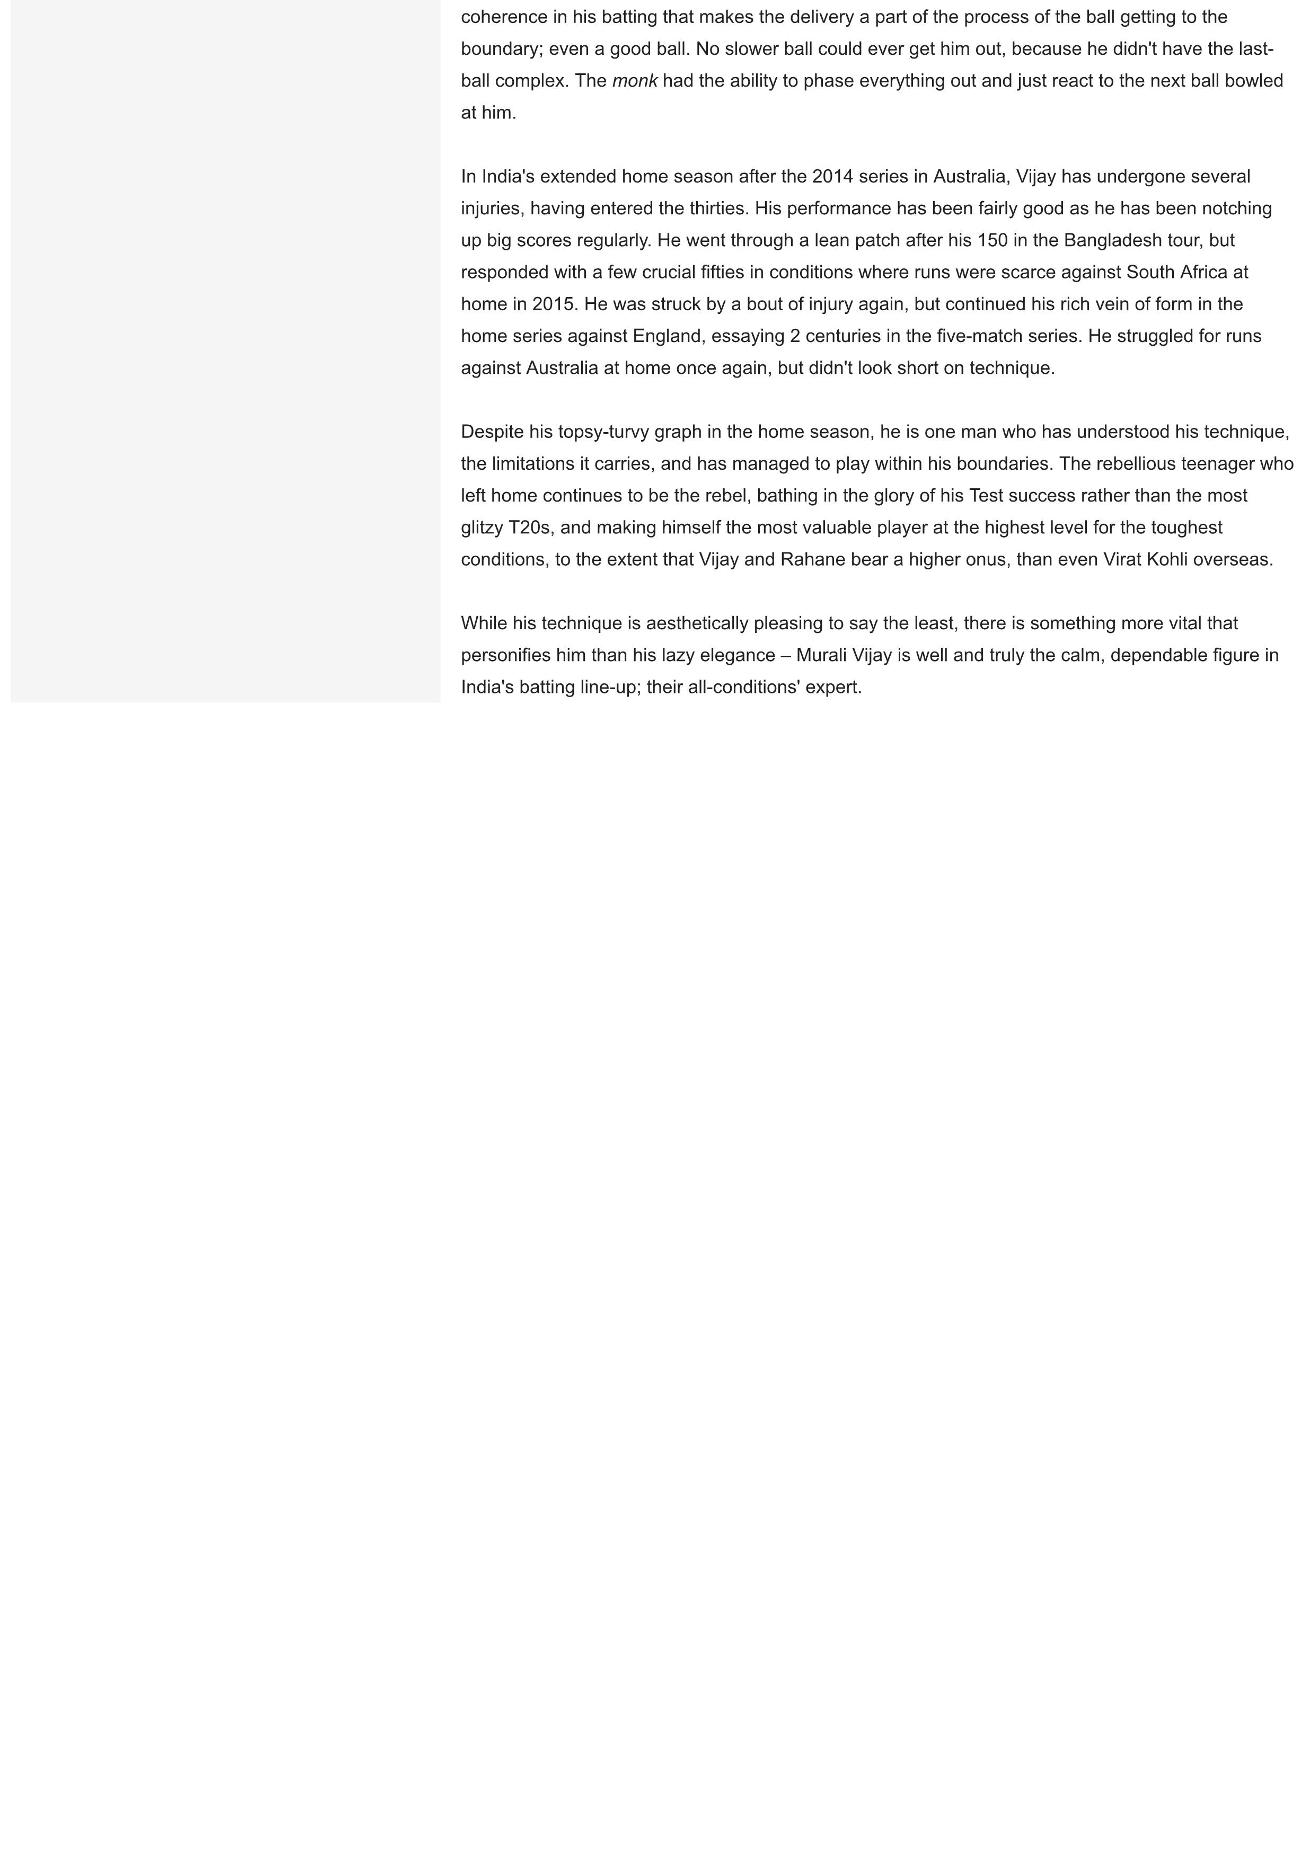 coherence in his batting that makes the delivery a part of the process of the ball getting to the
boundary; even a good ball. No slower ball could ever get him out, because he didn't have the last-
ball complex. The monk had the ability to phase everything out and just react to the next ball bowled
at him.
In India's extended home season after the 2014 series in Australia, Vijay has undergone several
injuries, having entered the thirties. His performance has been fairly good as he has been notching
up big scores regularly. He went through a lean patch after his 150 in the Bangladesh tour, but
responded with a few crucial fifties in conditions where runs were scarce against South Africa at
home in 2015. He was struck by a bout of injury again, but continued his rich vein of form in the
home series against England, essaying 2 centuries in the five-match series. He struggled for runs
against Australia at home once again, but didn't look short on technique.
Despite his topsy-turvy graph in the home season, he is one man who has understood his technique,
the limitations it carries, and has managed to play within his boundaries. The rebellious teenager who
left home continues to be the rebel, bathing in the glory of his Test success rather than the most
glitzy T20s, and making himself the most valuable player at the highest level for the toughest
conditions, to the extent that Vijay and Rahane bear a higher onus, than even Virat Kohli overseas.
While his technique is aesthetically pleasing to say the least, there is something more vital that
personifies him than his lazy elegance – Murali Vijay is well and truly the calm, dependable figure in
India's batting line-up; their all-conditions' expert.